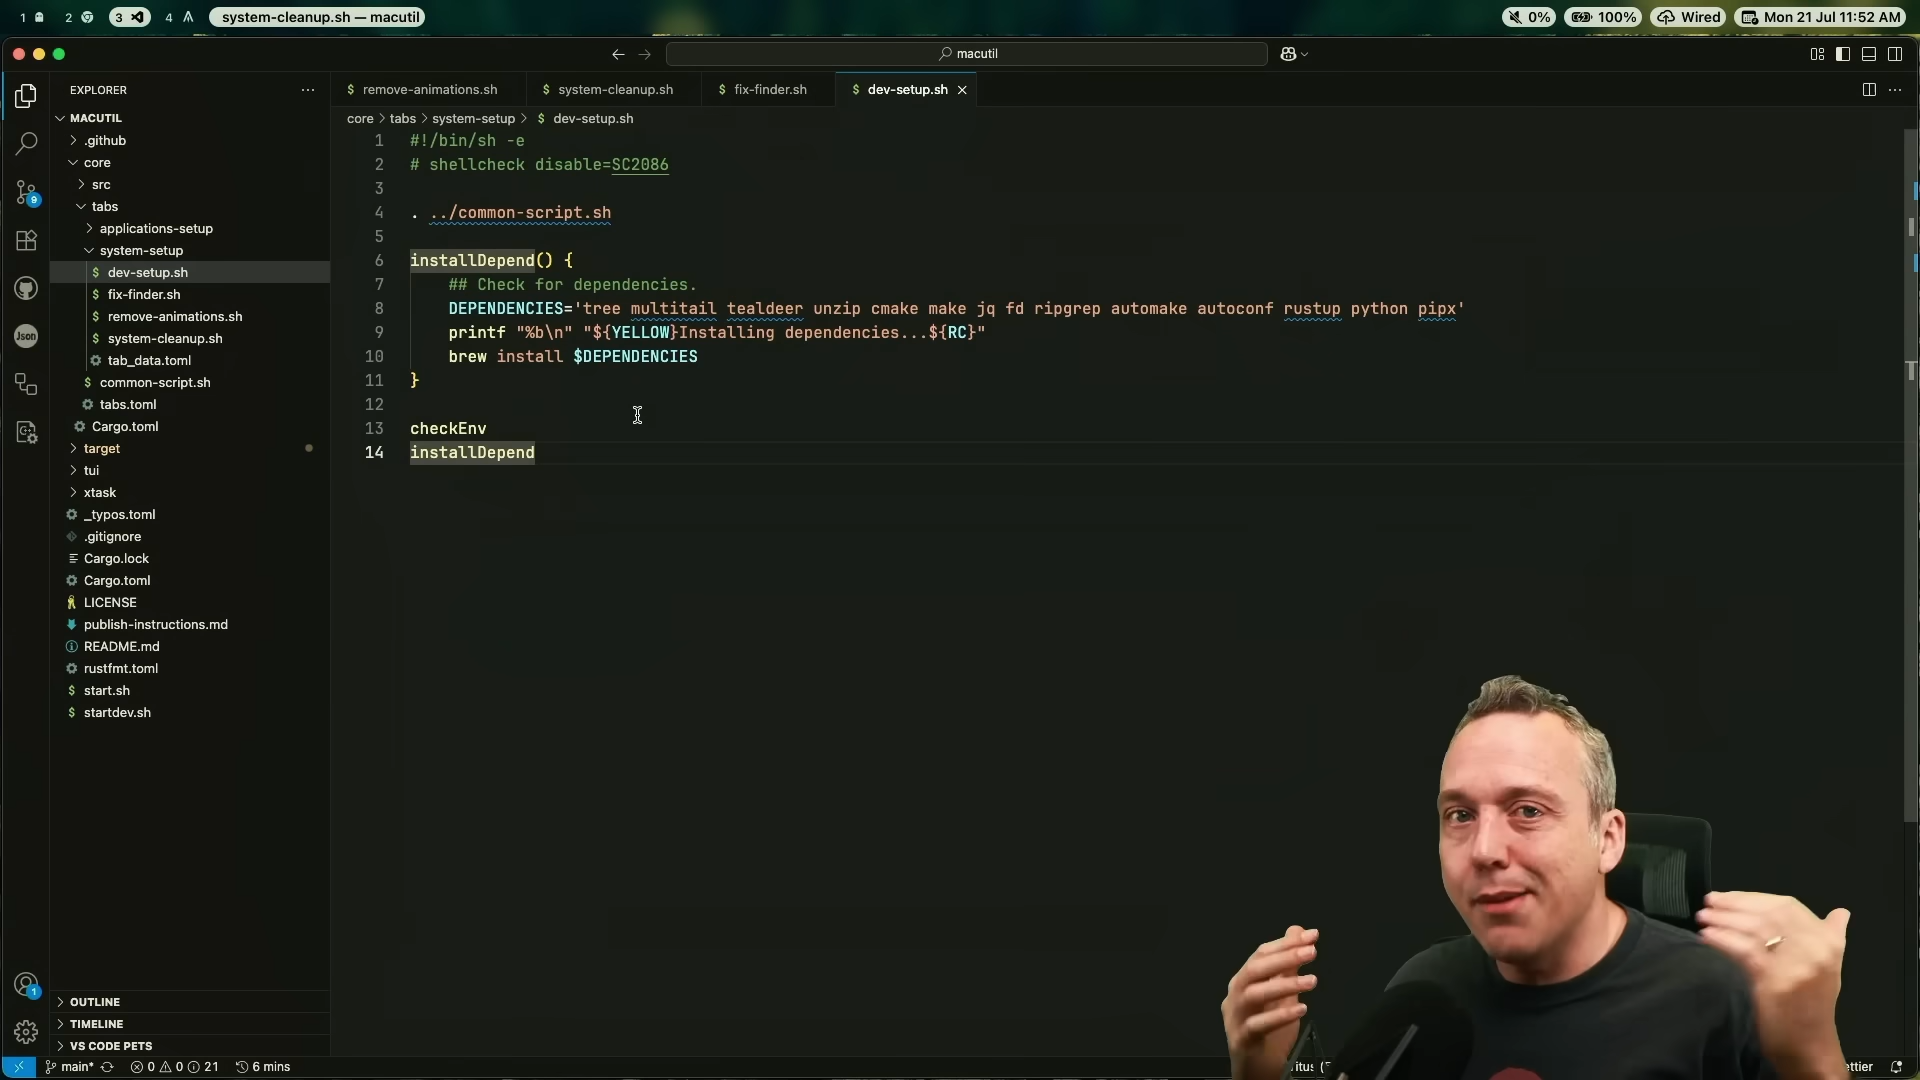 1 2 3 4 system-cleanup.sh — macutil
0% 100% Wired Mon 21 Jul 11:52 AM
macutil
EXPLORER
MACUTIL
.github
core
src
tabs
applications-setup
system-setup
dev-setup.sh
fix-finder.sh
remove-animations.sh
system-cleanup.sh
tab_data.toml
common-script.sh
tabs.toml
Cargo.toml
target
tui
xtask
_typos.toml
.gitignore
Cargo.lock
Cargo.toml
LICENSE
publish-instructions.md
README.md
rustfmt.toml
start.sh
startdev.sh
OUTLINE
TIMELINE
VS CODE PETS
9
Json
1
remove-animations.sh system-cleanup.sh fix-finder.sh dev-setup.sh
core > tabs > system-setup > $ dev-setup.sh
1 #!/bin/sh -e
2 # shellcheck disable=SC2086
3
4 . ../common-script.sh
5
6 installDepend() {
7 ## Check for dependencies.
8 DEPENDENCIES='tree multitail tealdeer unzip cmake make jq fd ripgrep automake autoconf rustup python pipx'
9 printf "%b\n" "${YELLOW}Installing dependencies...${RC}"
10 brew install $DEPENDENCIES
11 }
12
13 checkEnv
14 installDepend
main* 0 0 21 6 mins